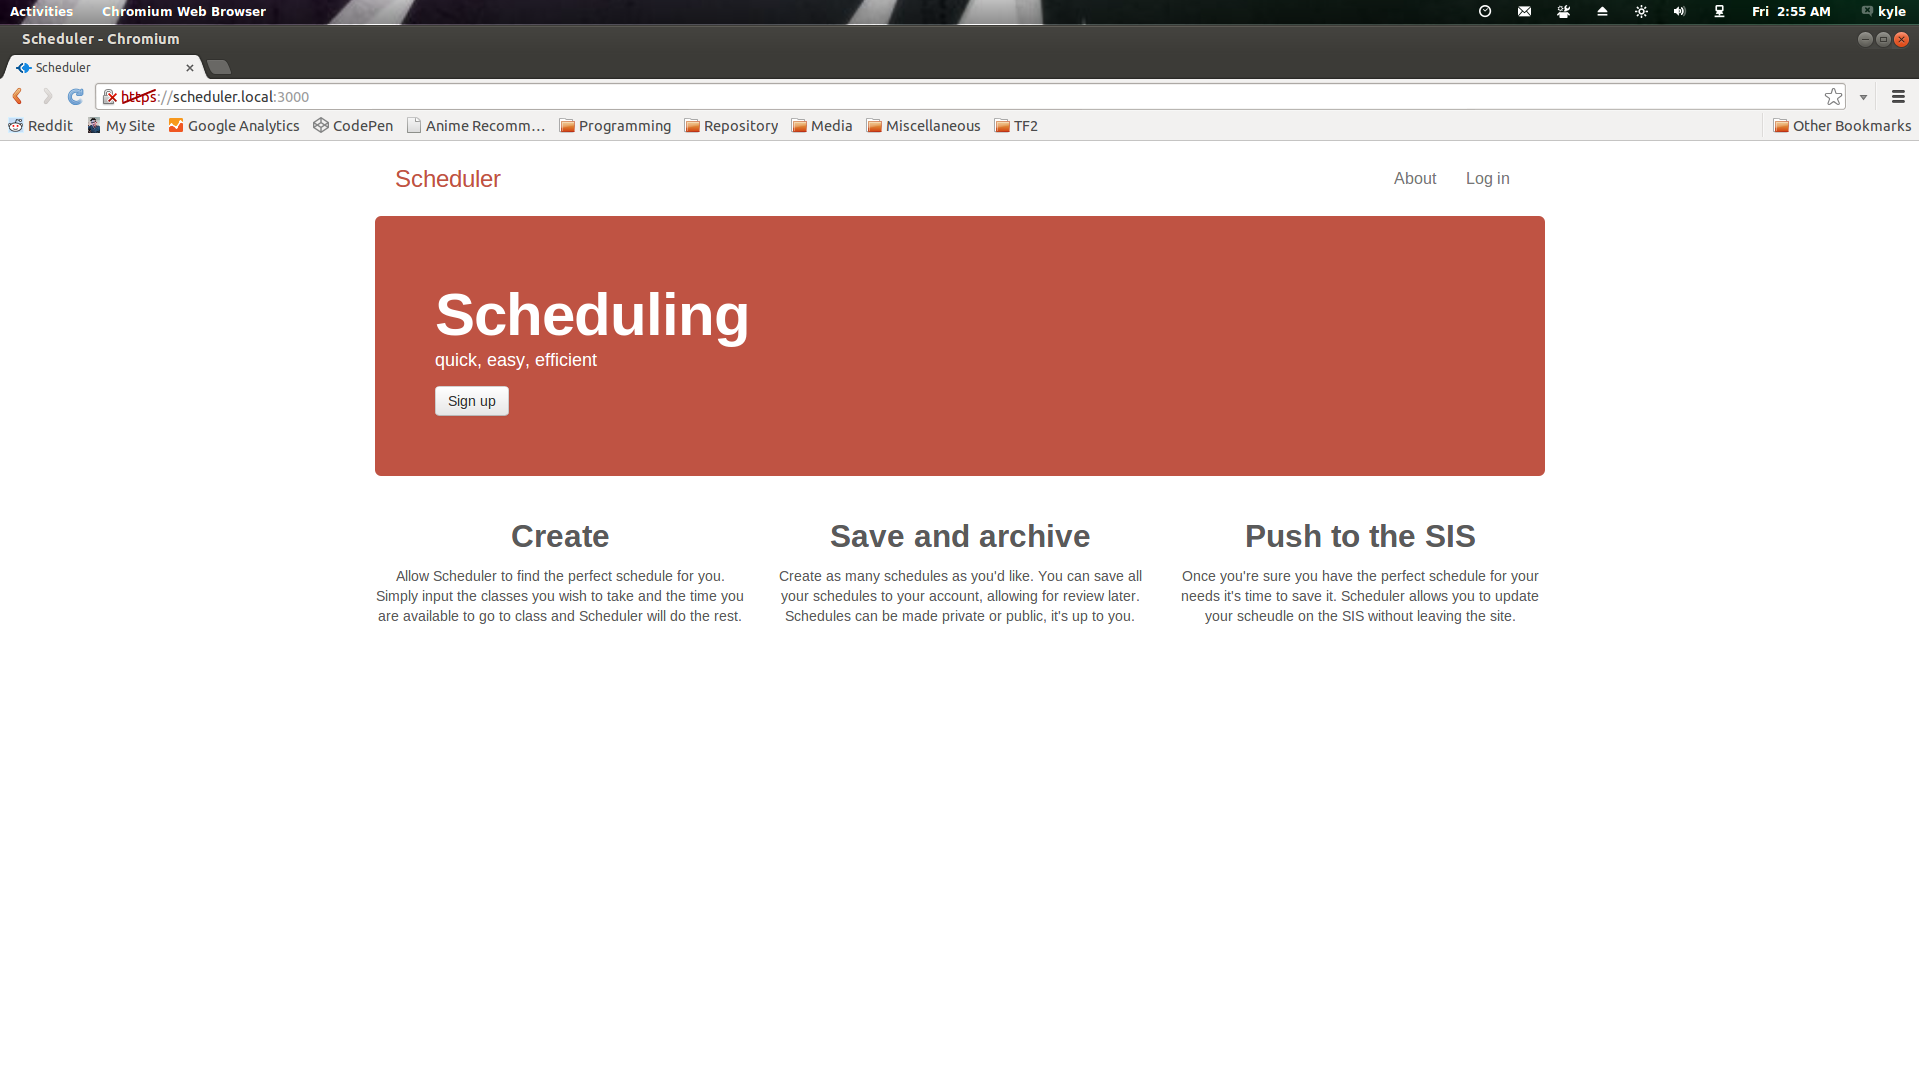 Activities Chromium Web Browser Fri 2:55 AM kyle
Scheduler - Chromium
Scheduler
https://scheduler.local:3000
Reddit My Site Google Analytics CodePen Anime Recomm... Programming Repository Media Miscellaneous TF2 Other Bookmarks
Scheduler About Log in
Scheduling
quick, easy, efficient
Sign up
Create
Allow Scheduler to find the perfect schedule for you.
Simply input the classes you wish to take and the time you
are available to go to class and Scheduler will do the rest.
Save and archive
Create as many schedules as you'd like. You can save all
your schedules to your account, allowing for review later.
Schedules can be made private or public, it's up to you.
Push to the SIS
Once you're sure you have the perfect schedule for your
needs it's time to save it. Scheduler allows you to update
your scheudle on the SIS without leaving the site.